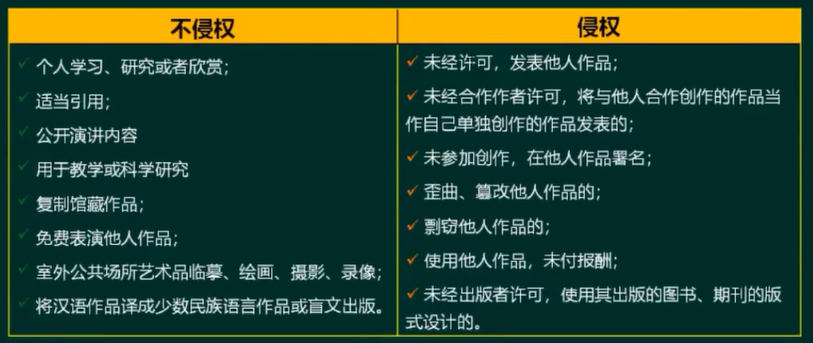 不侵权
✓ 个人学习、研究或者欣赏；
✓ 适当引用；
✓ 公开演讲内容
✓ 用于教学或科学研究
✓ 复制馆藏作品；
✓ 免费表演他人作品；
✓ 室外公共场所艺术品临摹、绘画、摄影、录像；
✓ 将汉语作品译成少数民族语言作品或盲文出版。
侵权
✓ 未经许可，发表他人作品；
✓ 未经合作作者许可，将与他人合作创作的作品当
作自己单独创作的作品发表的；
✓ 未参加创作，在他人作品署名；
✓ 歪曲、篡改他人作品的；
✓ 剽窃他人作品的；
✓ 使用他人作品，未付报酬；
✓ 未经出版者许可，使用其出版的图书、期刊的版
式设计的。